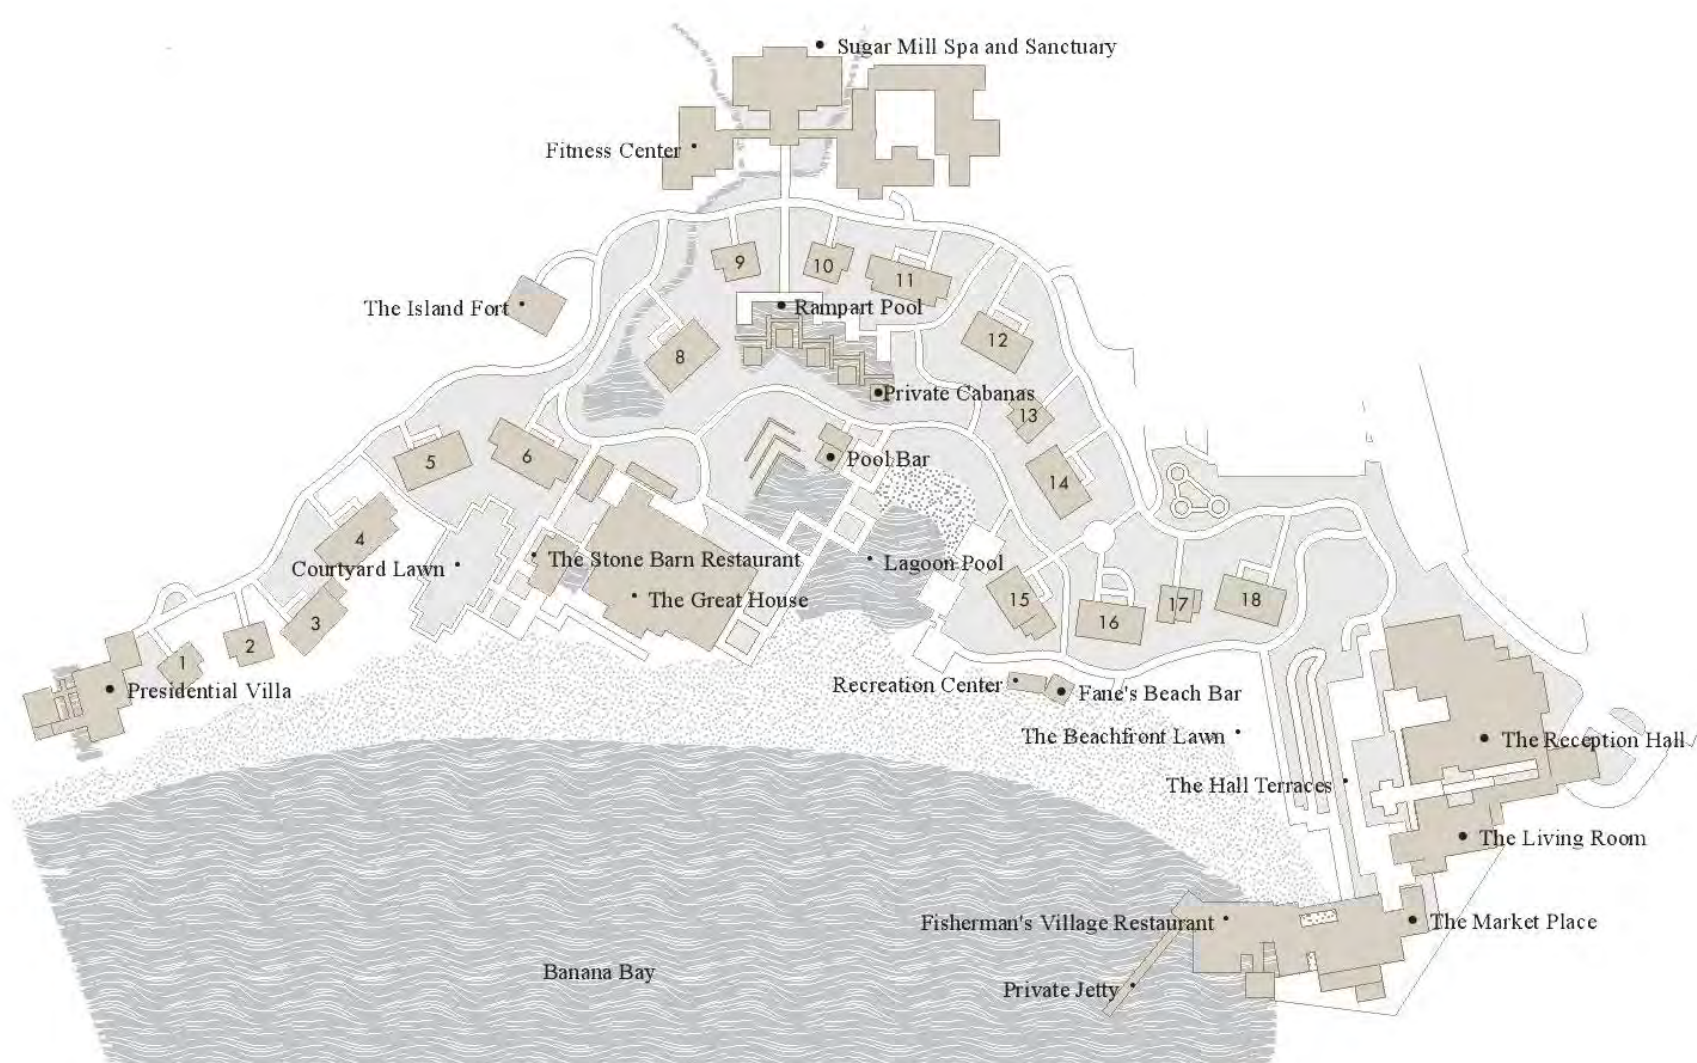 Sugar Mill Spa and Sanctuary
Fitness Center
9
10
11
The Island Fort
Rampart Pool
12
8
Private Cabanas
13
5
6
Pool Bar
14
4
The Stone Barn Restaurant
Lagoon Pool
Courtyard Lawn
The Great House
15
17
18
16
3
2
1
Presidential Villa
Recreation Center
Fane's Beach Bar
The Beachfront Lawn
The Reception Hall
The Hall Terraces
The Living Room
Fisherman's Village Restaurant
The Market Place
Banana Bay
Private Jetty